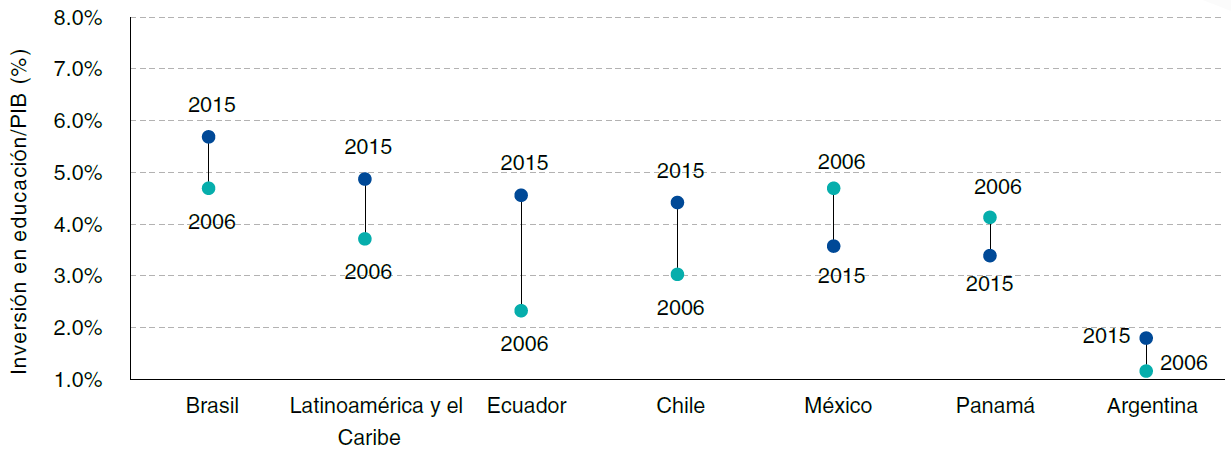 Inversión en educación/PIB (%)
8.0%
7.0%
6.0%
5.0%
4.0%
3.0%
2.0%
1.0%
2015
2006
2015
2006
2015
2006
2015
2006
2006
2015
2006
2015
2015
2006
Brasil
Latinoamérica y el
Caribe
Ecuador
Chile
México
Panamá
Argentina